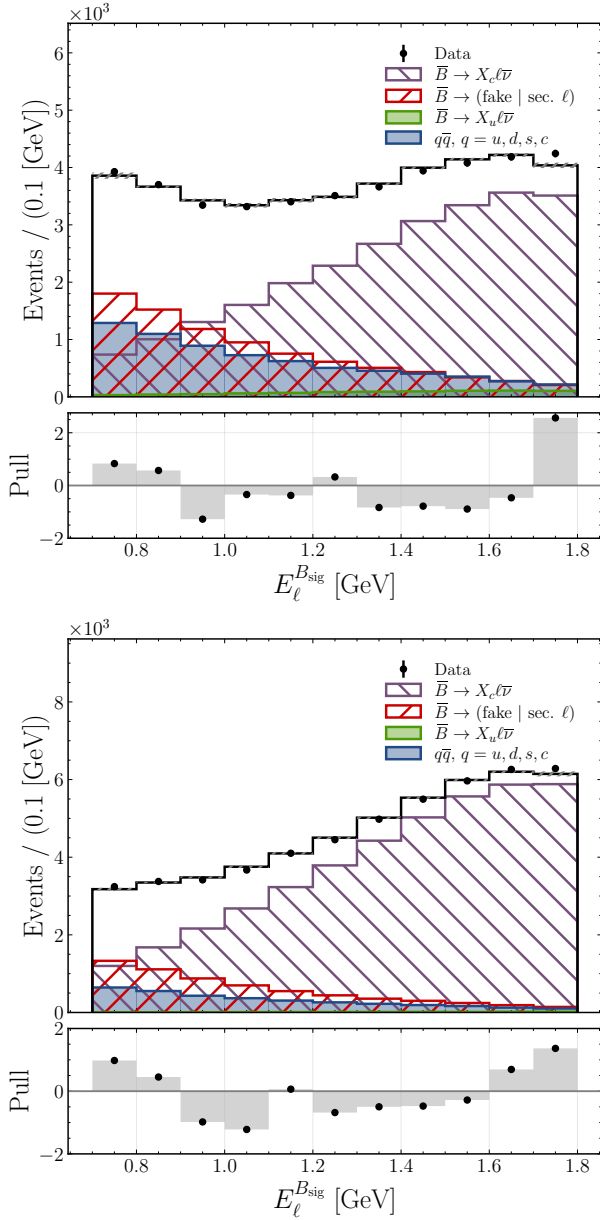 ×10³
6
5
4
3
2
1
0
Events / (0.1 [GeV])
Data
B̅ → X_cℓν̅
B̅ → (fake | sec. ℓ)
B̅ → X_uℓν̅
qq̅, q = u, d, s, c
2
0
−2
Pull
0.8 1.0 1.2 1.4 1.6 1.8
E_ℓ^{B_sig} [GeV]
×10³
8
6
4
2
0
Events / (0.1 [GeV])
Data
B̅ → X_cℓν̅
B̅ → (fake | sec. ℓ)
B̅ → X_uℓν̅
qq̅, q = u, d, s, c
2
0
−2
Pull
0.8 1.0 1.2 1.4 1.6 1.8
E_ℓ^{B_sig} [GeV]